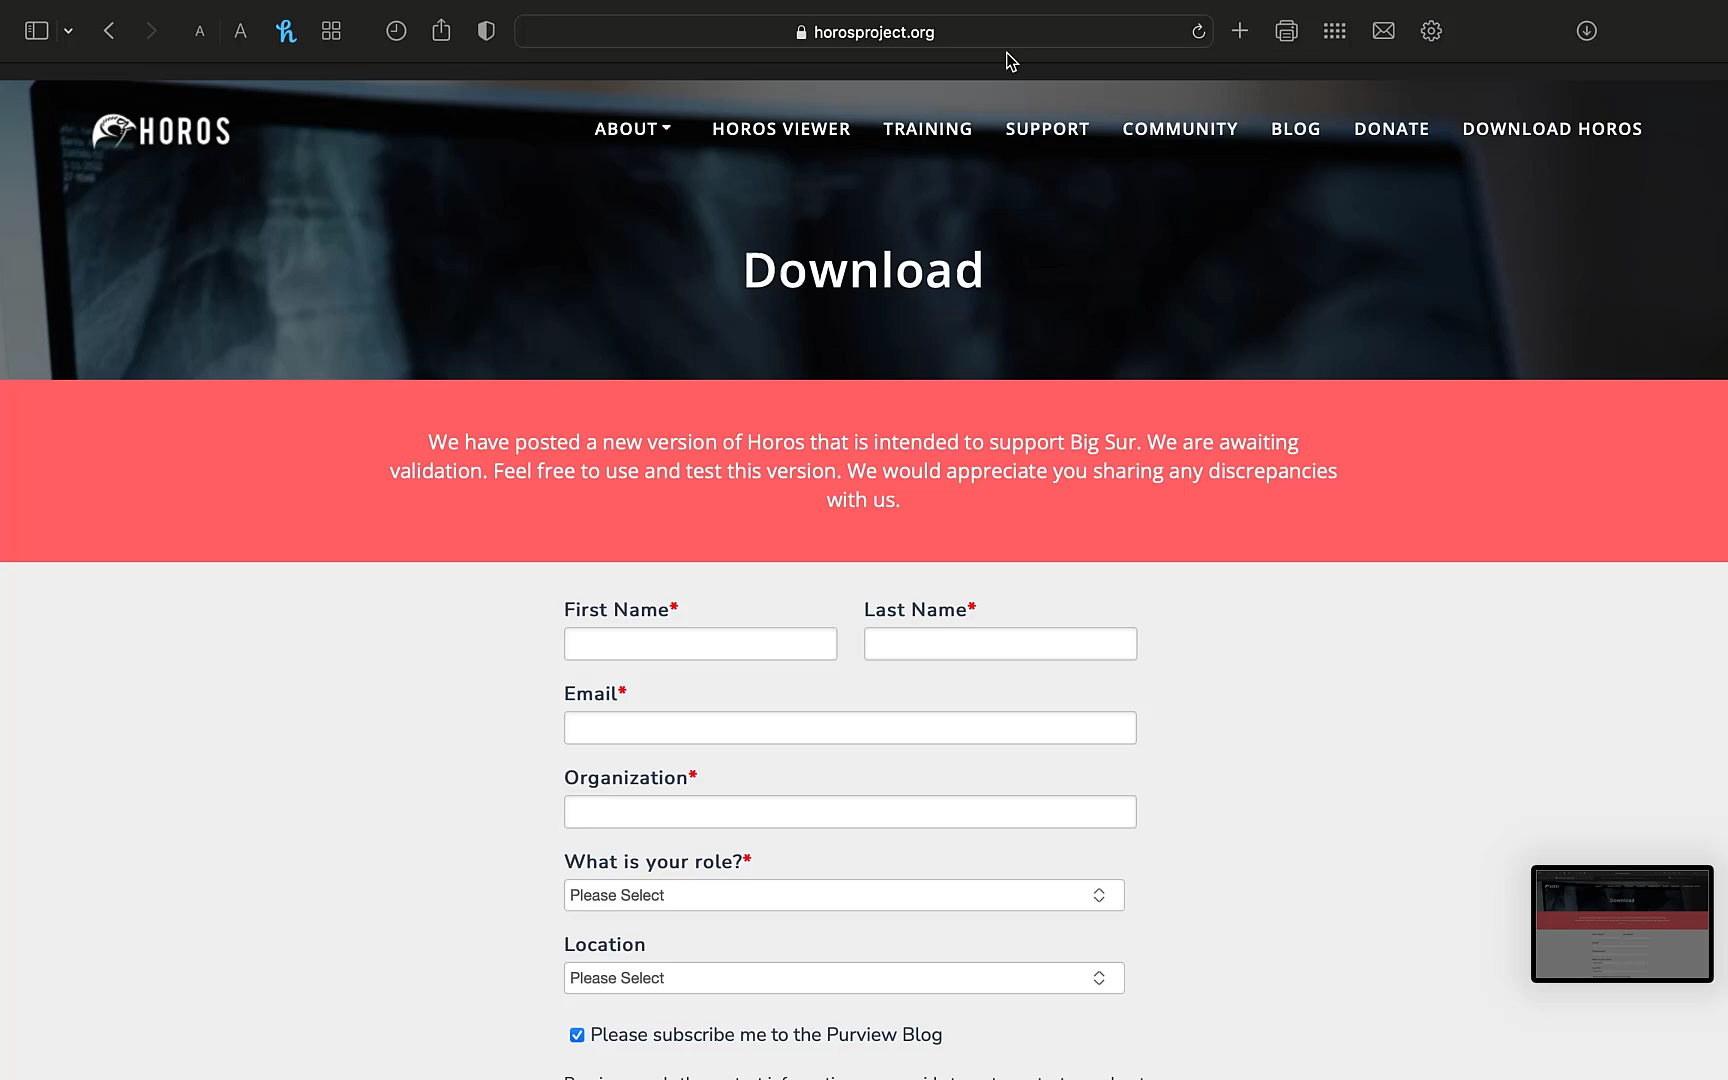 horosproject.org
HOROS
ABOUT
HOROS VIEWER
TRAINING
SUPPORT
COMMUNITY
BLOG
DONATE
DOWNLOAD HOROS
Download
We have posted a new version of Horos that is intended to support Big Sur. We are awaiting
validation. Feel free to use and test this version. We would appreciate you sharing any discrepancies
with us.
First Name*
Last Name*
Email*
Organization*
What is your role?*
Please Select
Location
Please Select
Please subscribe me to the Purview Blog